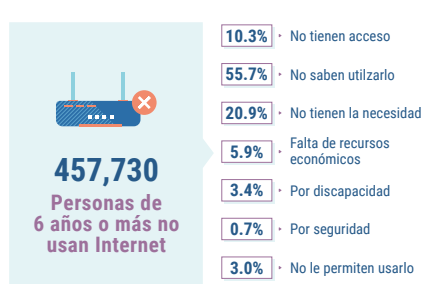 457,730
Personas de
6 años o más no
usan Internet
10.3% No tienen acceso
55.7% No saben utilzarlo
20.9% No tienen la necesidad
5.9% Falta de recursos
económicos
3.4% Por discapacidad
0.7% Por seguridad
3.0% No le permiten usarlo